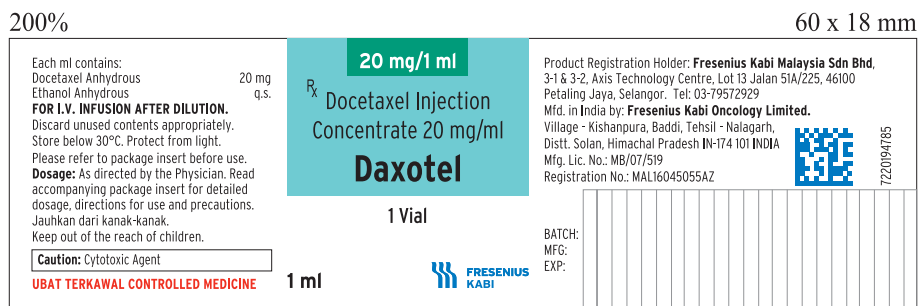 200%
60 x 18 mm
Each ml contains:
Docetaxel Anhydrous 20 mg
Ethanol Anhydrous q.s.
FOR I.V. INFUSION AFTER DILUTION.
Discard unused contents appropriately.
Store below 30°C. Protect from light.
Please refer to package insert before use.
Dosage: As directed by the Physician. Read
accompanying package insert for detailed
dosage, directions for use and precautions.
Jauhkan dari kanak-kanak.
Keep out of the reach of children.
Caution: Cytotoxic Agent
UBAT TERKAWAL CONTROLLED MEDICINE
20 mg/1 ml
Rx Docetaxel Injection
Concentrate 20 mg/ml
Daxotel
1 Vial
1 ml
FRESENIUS
KABI
Product Registration Holder: Fresenius Kabi Malaysia Sdn Bhd,
3-1 & 3-2, Axis Technology Centre, Lot 13 Jalan 51A/225, 46100
Petaling Jaya, Selangor. Tel: 03-79572929
Mfd. in India by: Fresenius Kabi Oncology Limited.
Village - Kishanpura, Baddi, Tehsil - Nalagarh,
Distt. Solan, Himachal Pradesh IN-174 101 INDIA
Mfg. Lic. No.: MB/07/519
Registration No.: MAL16045055AZ
7220194785
BATCH:
MFG:
EXP: